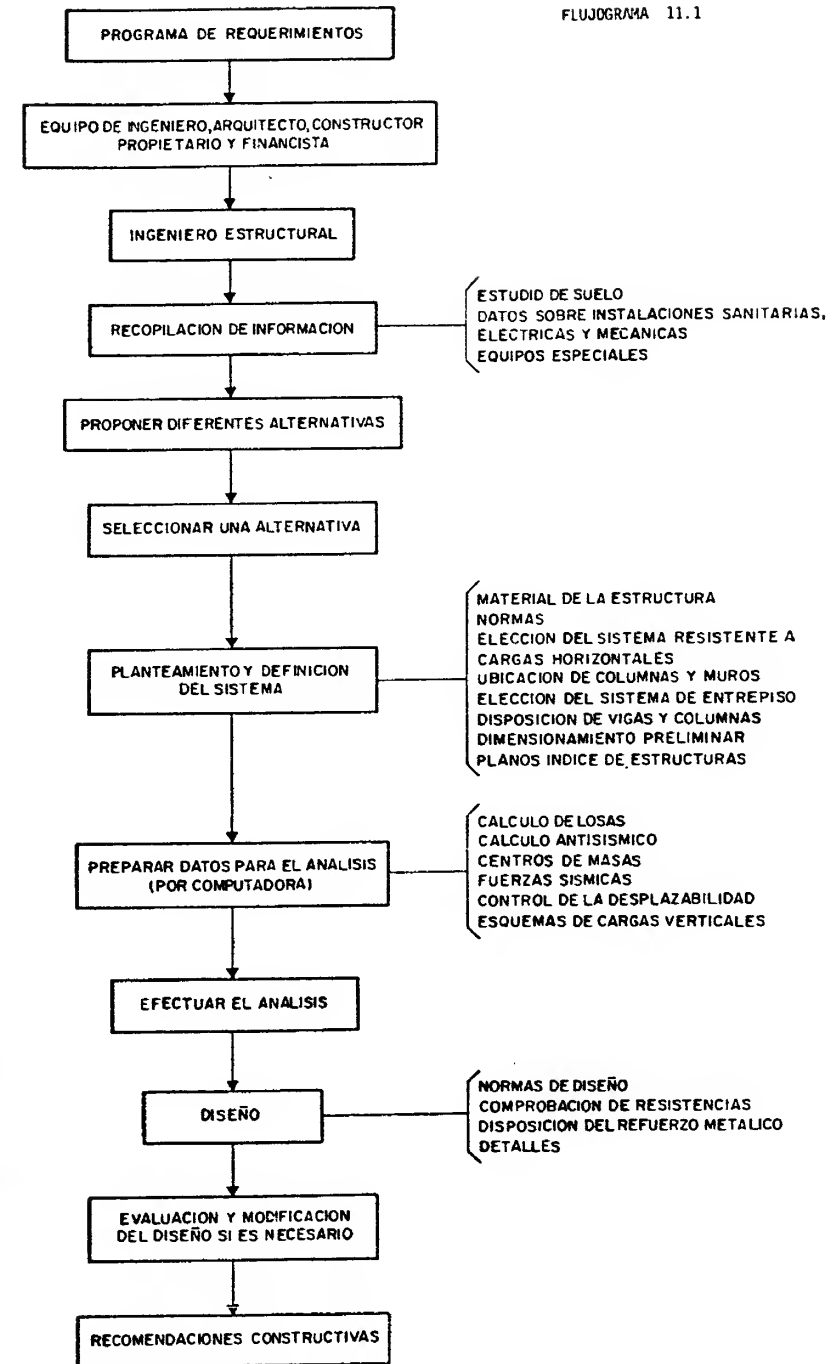 FLUJOGRAMA 11.1
PROGRAMA DE REQUERIMIENTOS
EQUIPO DE INGENIERO, ARQUITECTO, CONSTRUCTOR
PROPIETARIO Y FINANCISTA
INGENIERO ESTRUCTURAL
RECOPILACION DE INFORMACION
ESTUDIO DE SUELO
DATOS SOBRE INSTALACIONES SANITARIAS,
ELECTRICAS Y MECANICAS
EQUIPOS ESPECIALES
PROPONER DIFERENTES ALTERNATIVAS
SELECCIONAR UNA ALTERNATIVA
PLANTEAMIENTO Y DEFINICION
DEL SISTEMA
MATERIAL DE LA ESTRUCTURA
NORMAS
ELECCION DEL SISTEMA RESISTENTE A
CARGAS HORIZONTALES
UBICACION DE COLUMNAS Y MUROS
ELECCION DEL SISTEMA DE ENTREPISO
DISPOSICION DE VIGAS Y COLUMNAS
DIMENSIONAMIENTO PRELIMINAR
PLANOS INDICE DE ESTRUCTURAS
PREPARAR DATOS PARA EL ANALISIS
(POR COMPUTADORA)
CALCULO DE LOSAS
CALCULO ANTISISMICO
CENTROS DE MASAS
FUERZAS SISMICAS
CONTROL DE LA DESPLAZABILIDAD
ESQUEMAS DE CARGAS VERTICALES
EFECTUAR EL ANALISIS
DISEÑO
NORMAS DE DISEÑO
COMPROBACION DE RESISTENCIAS
DISPOSICION DEL REFUERZO METALICO
DETALLES
EVALUACION Y MODIFICACION
DEL DISEÑO SI ES NECESARIO
RECOMENDACIONES CONSTRUCTIVAS